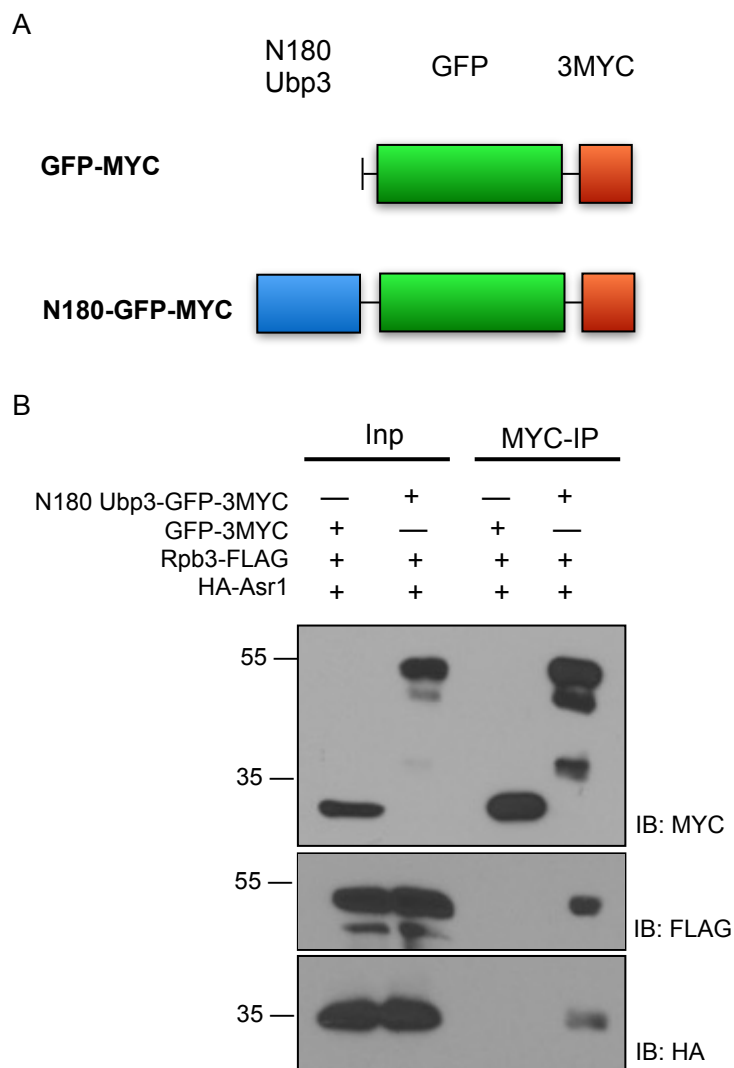 A
N180
Ubp3
GFP
3MYC
GFP-MYC
N180-GFP-MYC
B
Inp
MYC-IP
N180 Ubp3-GFP-3MYC — + — +
GFP-3MYC + — + —
Rpb3-FLAG + + + +
HA-Asr1 + + + +
55 —
35 —
IB: MYC
55 —
IB: FLAG
35 —
IB: HA